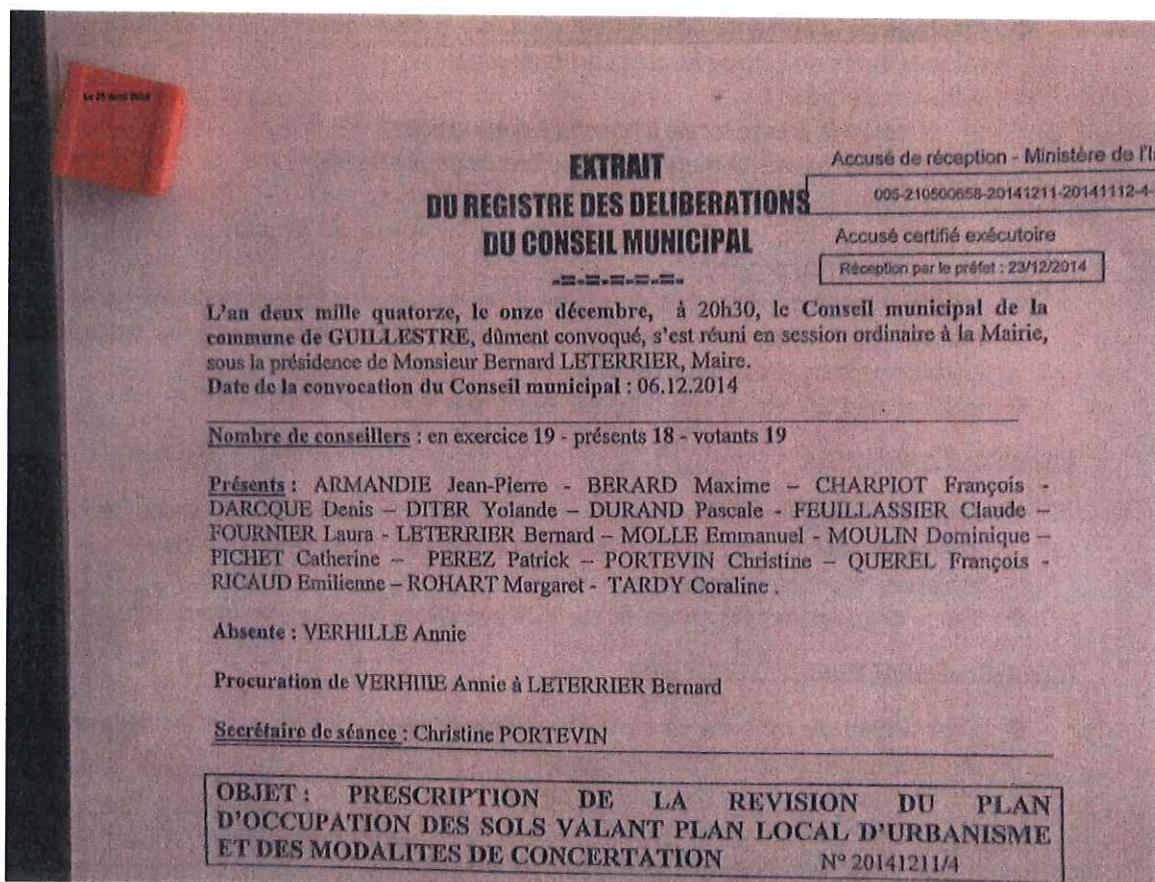 EXTRAIT
DU REGISTRE DES DELIBERATIONS
DU CONSEIL MUNICIPAL
-=-=-=-=-=-
Accusé de réception - Ministère de l'I
005-210500658-20141211-20141112-4-
Accusé certifié exécutoire
Réception par le préfet : 23/12/2014
L'an deux mille quatorze, le onze décembre, à 20h30, le Conseil municipal de la
commune de GUILLESTRE, dûment convoqué, s'est réuni en session ordinaire à la Mairie,
sous la présidence de Monsieur Bernard LETERRIER, Maire.
Date de la convocation du Conseil municipal : 06.12.2014
Nombre de conseillers : en exercice 19 - présents 18 - votants 19
Présents : ARMANDIE Jean-Pierre - BERARD Maxime – CHARPIOT François -
DARCQUE Denis – DITER Yolande – DURAND Pascale - FEUILLASSIER Claude –
FOURNIER Laura - LETERRIER Bernard – MOLLE Emmanuel - MOULIN Dominique –
PICHET Catherine – PEREZ Patrick – PORTEVIN Christine – QUEREL François -
RICAUD Emilienne – ROHART Margaret - TARDY Coraline .
Absente : VERHILLE Annie
Procuration de VERHIllE Annie à LETERRIER Bernard
Secrétaire de séance : Christine PORTEVIN
OBJET : PRESCRIPTION DE LA REVISION DU PLAN
D'OCCUPATION DES SOLS VALANT PLAN LOCAL D'URBANISME
ET DES MODALITES DE CONCERTATION N° 20141211/4